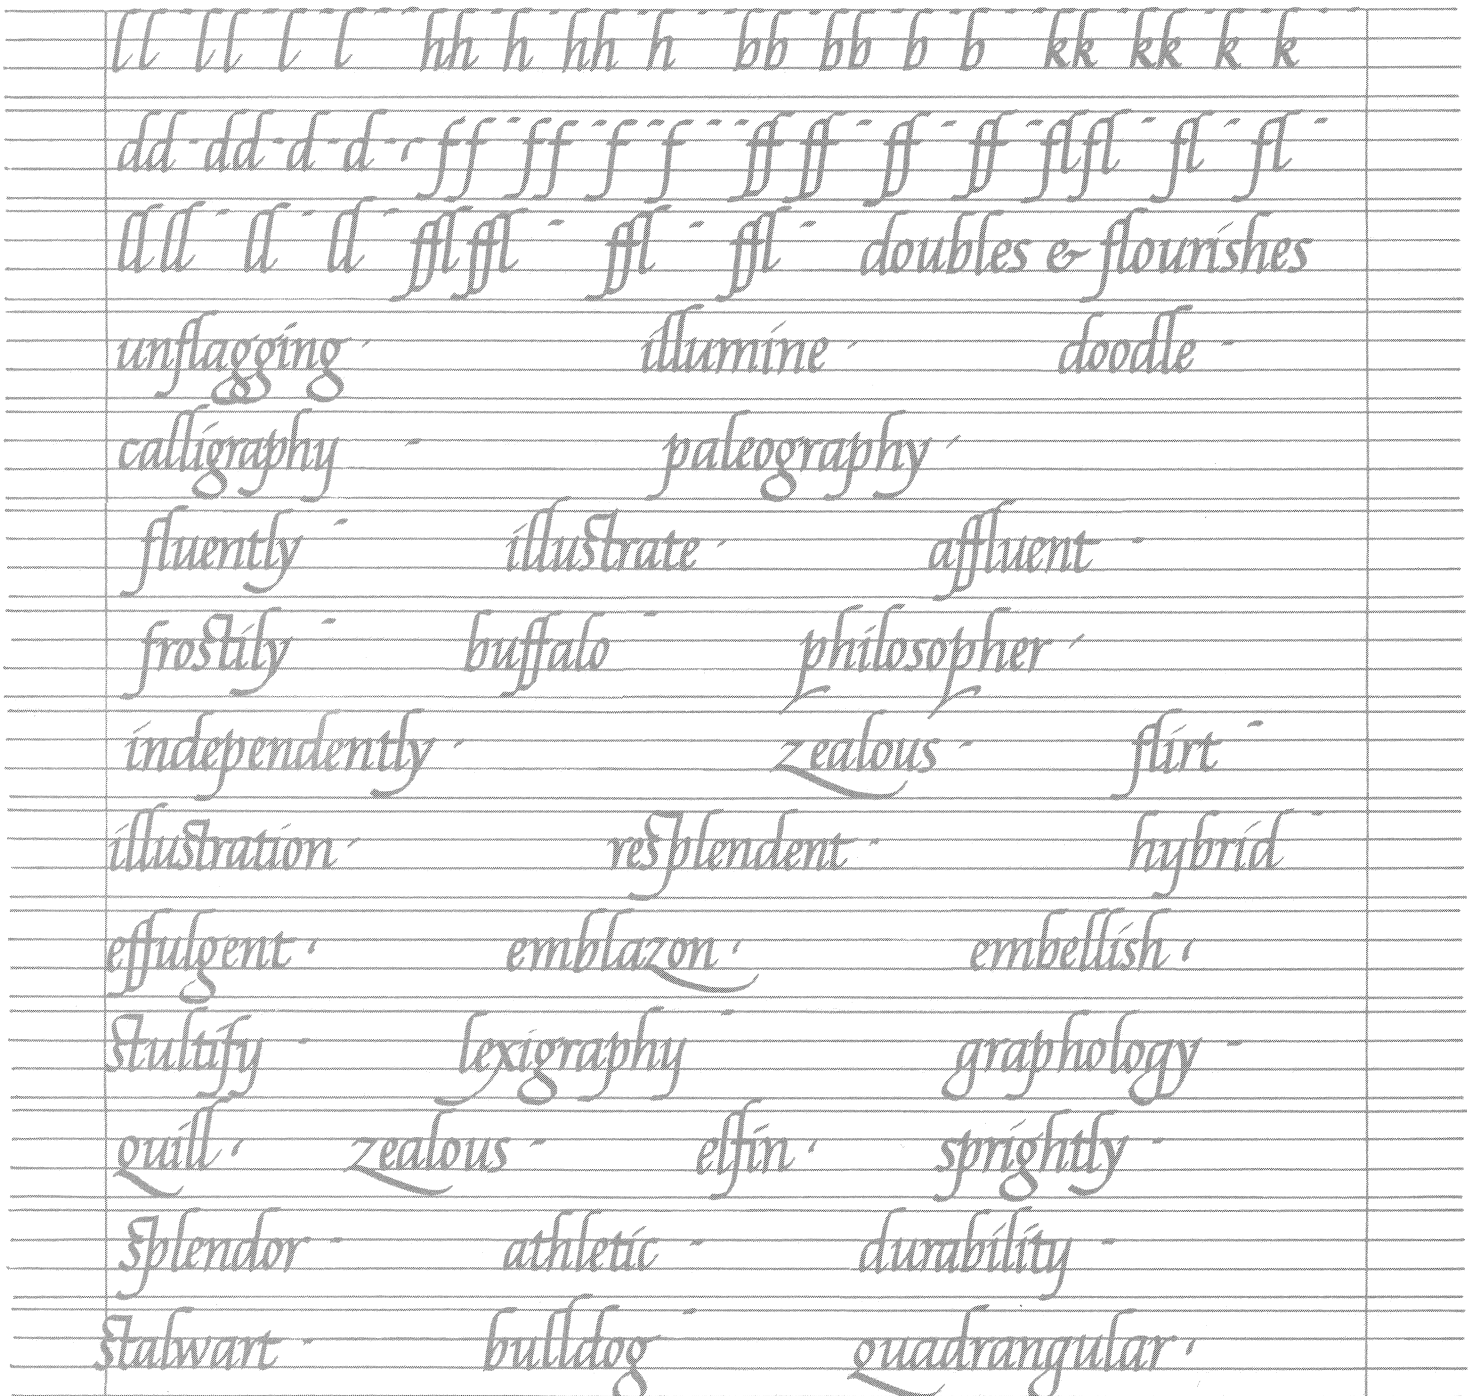 ll ll l l hh h hh h bb bb b b kk kk k k
dd dd d d ff ff f f ff ff ff ff flfl fl fl
ll ll ll ll fflffl ffl ffl doubles & flourishes
unflagging illumine doodle
calligraphy paleography
fluently illustrate affluent
frostily buffalo philosopher
independently zealous flirt
illustration resplendent hybrid
effulgent emblazon embellish
stultify lexigraphy graphology
quill zealous elfin sprightly
splendor athletic durability
stalwart bulldog quadrangular